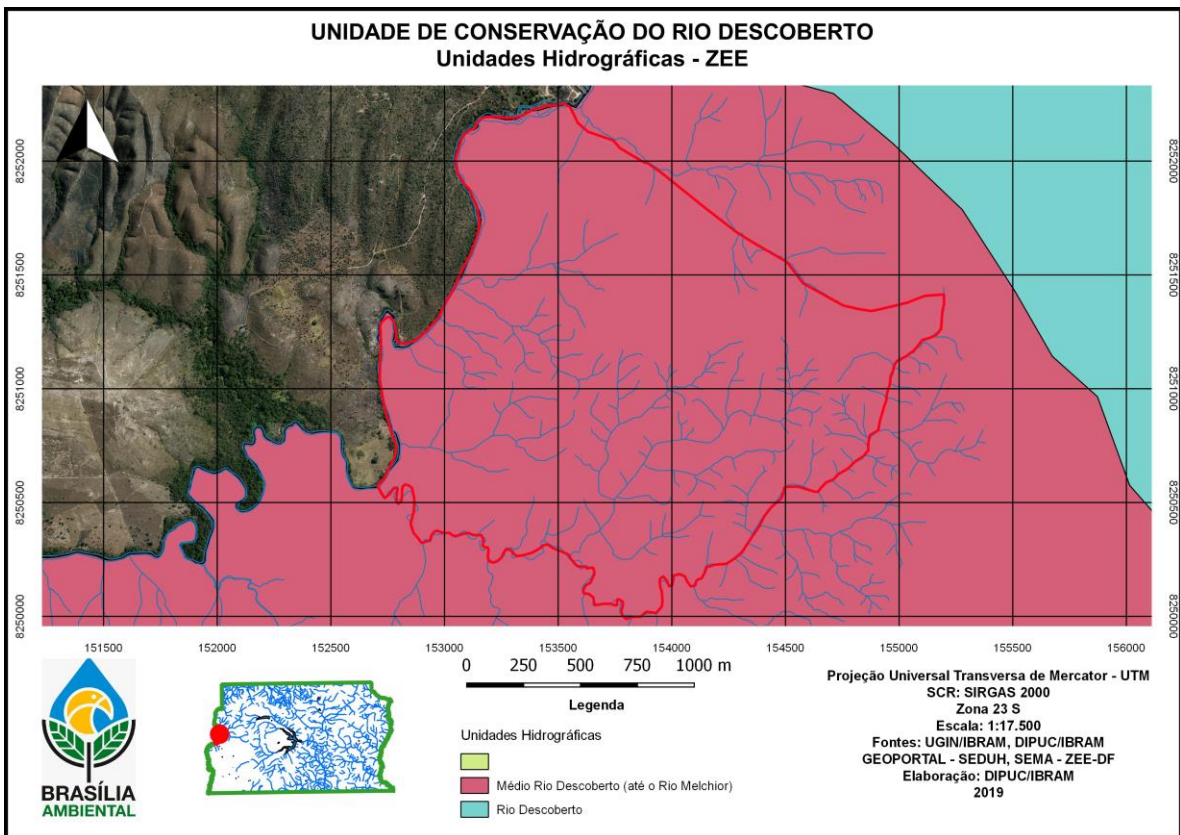 UNIDADE DE CONSERVAÇÃO DO RIO DESCOBERTO
Unidades Hidrográficas - ZEE
8252000
8251500
8251000
8250500
8250000
8252000
8251500
8251000
8250500
8250000
151500
152000
152500
153000
153500
154000
154500
155000
155500
156000
0 250 500 750 1000 m
Legenda
Unidades Hidrográficas
Médio Rio Descoberto (até o Rio Melchior)
Rio Descoberto
BRASÍLIA
AMBIENTAL
Projeção Universal Transversa de Mercator - UTM
SCR: SIRGAS 2000
Zona 23 S
Escala: 1:17.500
Fontes: UGIN/IBRAM, DIPUC/IBRAM
GEOPORTAL - SEDUH, SEMA - ZEE-DF
Elaboração: DIPUC/IBRAM
2019